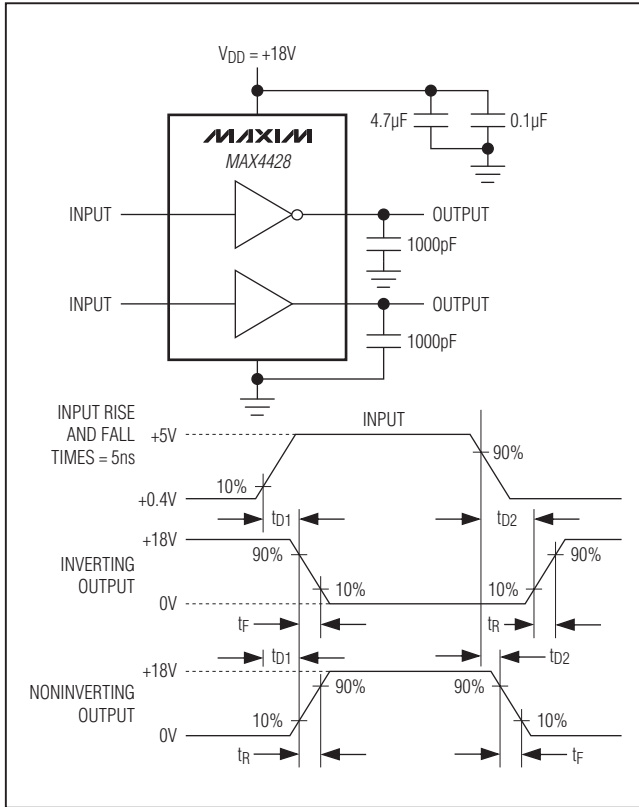 VDD = +18V
4.7µF
0.1µF
MAXIM
MAX4428
INPUT
OUTPUT
1000pF
INPUT
OUTPUT
1000pF
INPUT RISE
AND FALL
TIMES = 5ns
+5V
INPUT
90%
10%
+0.4V
tD1
tD2
+18V
90%
90%
INVERTING
OUTPUT
10%
10%
0V
tF
tR
tD1
tD2
+18V
90%
90%
NONINVERTING
OUTPUT
10%
10%
0V
tR
tF